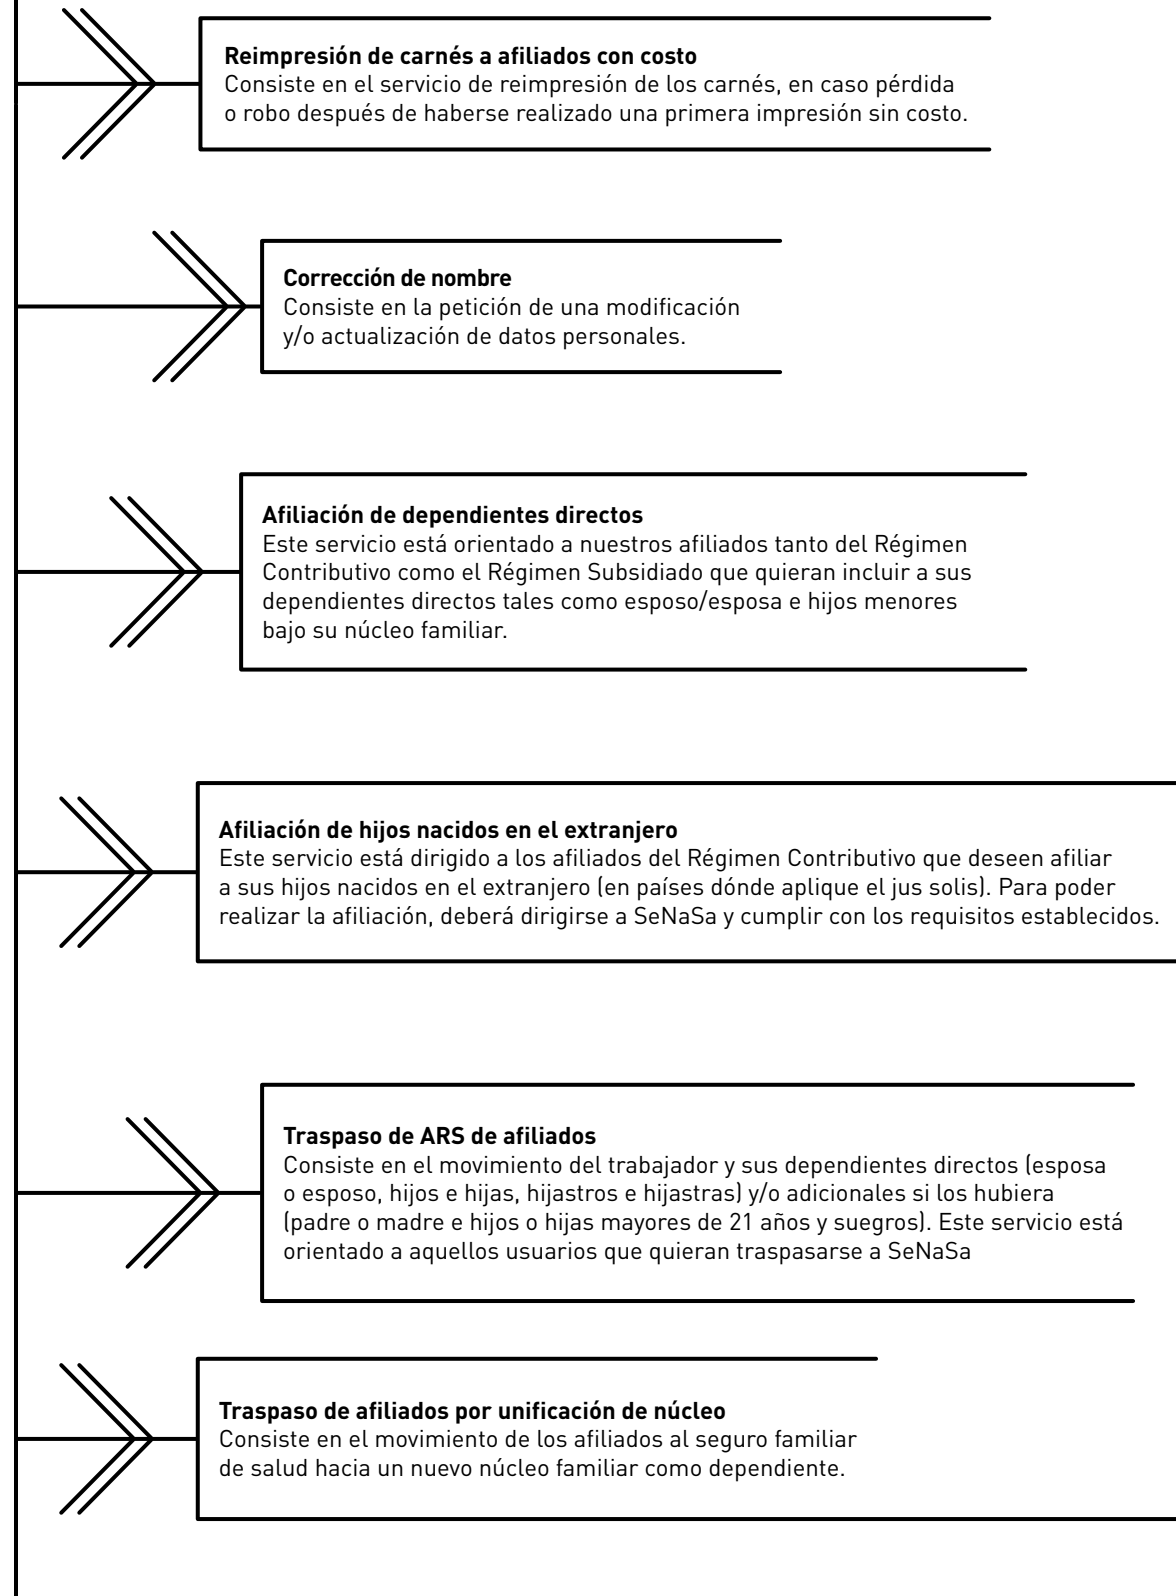 Reimpresión de carnés a afiliados con costo
Consiste en el servicio de reimpresión de los carnés, en caso pérdida
o robo después de haberse realizado una primera impresión sin costo.
Corrección de nombre
Consiste en la petición de una modificación
y/o actualización de datos personales.
Afiliación de dependientes directos
Este servicio está orientado a nuestros afiliados tanto del Régimen
Contributivo como el Régimen Subsidiado que quieran incluir a sus
dependientes directos tales como esposo/esposa e hijos menores
bajo su núcleo familiar.
Afiliación de hijos nacidos en el extranjero
Este servicio está dirigido a los afiliados del Régimen Contributivo que deseen afiliar
a sus hijos nacidos en el extranjero (en países dónde aplique el jus solis). Para poder
realizar la afiliación, deberá dirigirse a SeNaSa y cumplir con los requisitos establecidos.
Traspaso de ARS de afiliados
Consiste en el movimiento del trabajador y sus dependientes directos (esposa
o esposo, hijos e hijas, hijastros e hijastras) y/o adicionales si los hubiera
(padre o madre e hijos o hijas mayores de 21 años y suegros). Este servicio está
orientado a aquellos usuarios que quieran traspasarse a SeNaSa
Traspaso de afiliados por unificación de núcleo
Consiste en el movimiento de los afiliados al seguro familiar
de salud hacia un nuevo núcleo familiar como dependiente.